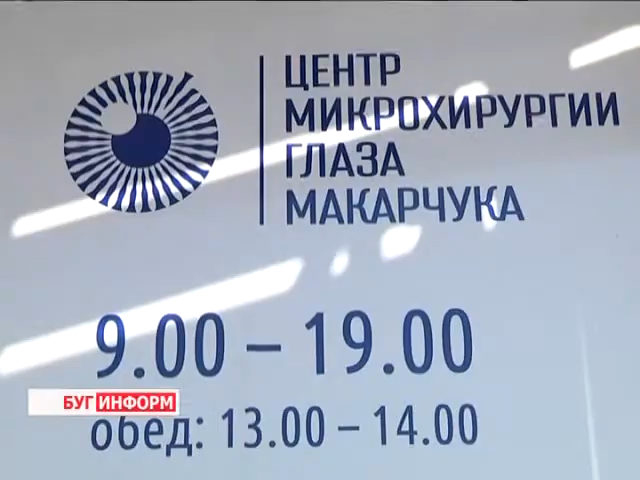 ЦЕНТР
МИКРОХИРУРГИИ
ГЛАЗА
МАКАРЧУКА
9.00 – 19.00
БУГ ИНФОРМ
обед: 13.00 – 14.00